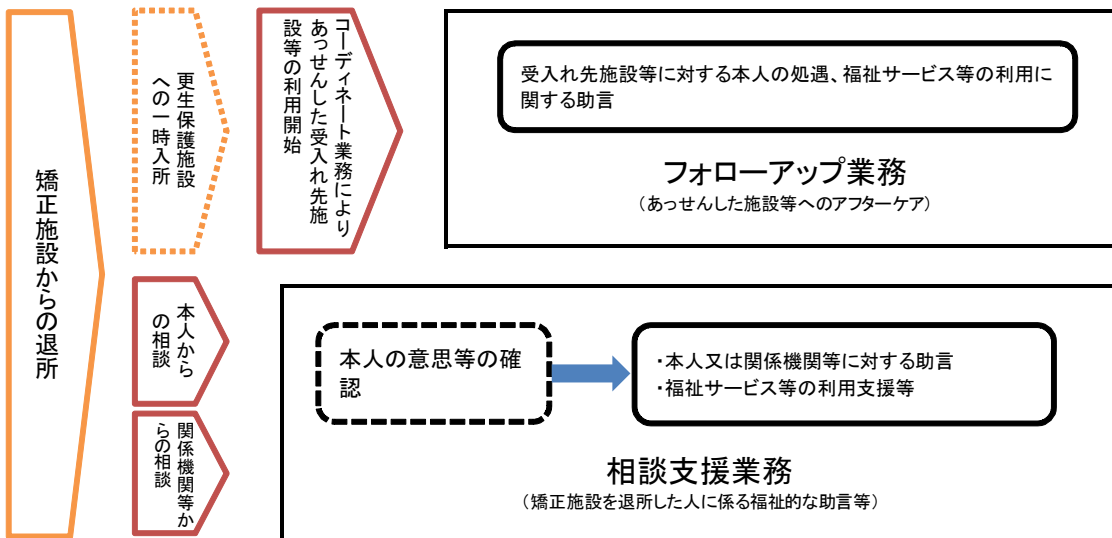 矯正施設からの退所
更生保護施設
への一時入所
コーディネート業務により
あっせんした受入れ先施
設等の利用開始
受入れ先施設等に対する本人の処遇、福祉サービス等の利用に
関する助言
フォローアップ業務
（あっせんした施設等へのアフターケア）
本人から
の相談
関係機関等か
らの相談
本人の意思等の確
認
・本人又は関係機関等に対する助言
・福祉サービス等の利用支援等
相談支援業務
（矯正施設を退所した人に係る福祉的な助言等）